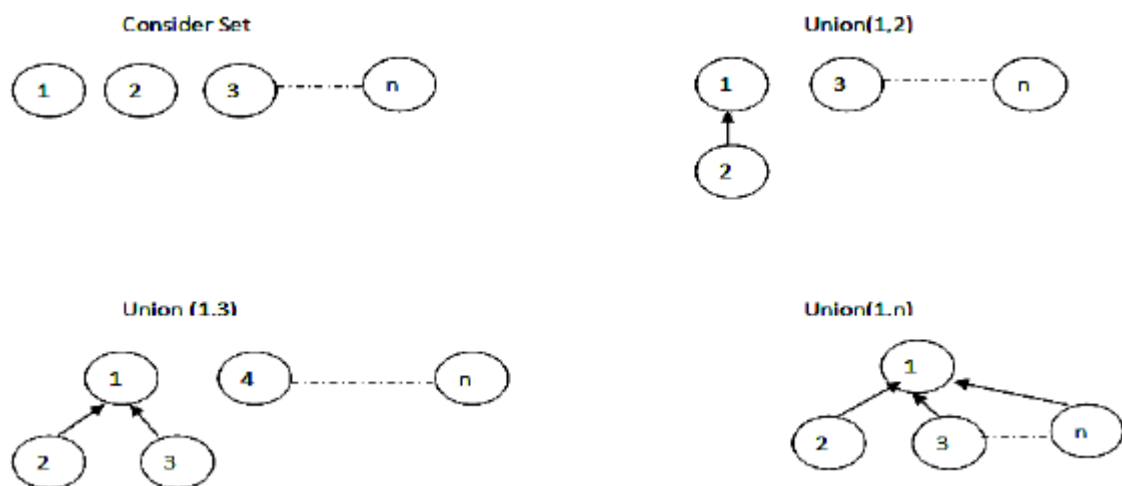 Consider Set
1 2 3 n
Union(1,2)
1 3 n
2
Union (1.3)
1 4 n
2 3
Union(1.n)
1
2 3 n